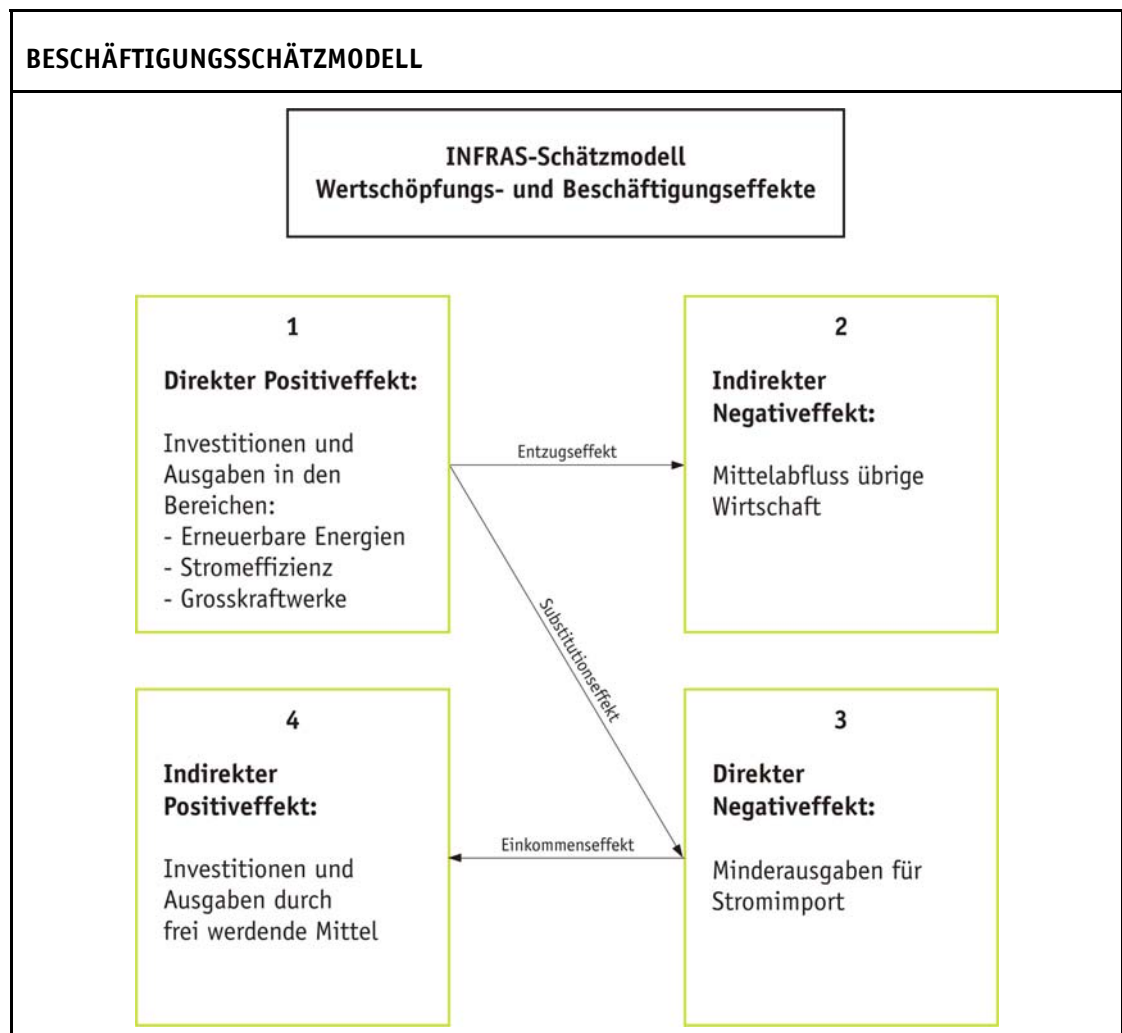 BESCHÄFTIGUNGSSCHÄTZMODELL
INFRAS-Schätzmodell
Wertschöpfungs- und Beschäftigungseffekte
1
Direkter Positiveffekt:
Investitionen und
Ausgaben in den
Bereichen:
- Erneuerbare Energien
- Stromeffizienz
- Grosskraftwerke
Entzugseffekt
2
Indirekter
Negativeffekt:
Mittelabfluss übrige
Wirtschaft
Substitutionseffekt
4
Indirekter
Positiveffekt:
Investitionen und
Ausgaben durch
frei werdende Mittel
Einkommenseffekt
3
Direkter
Negativeffekt:
Minderausgaben für
Stromimport